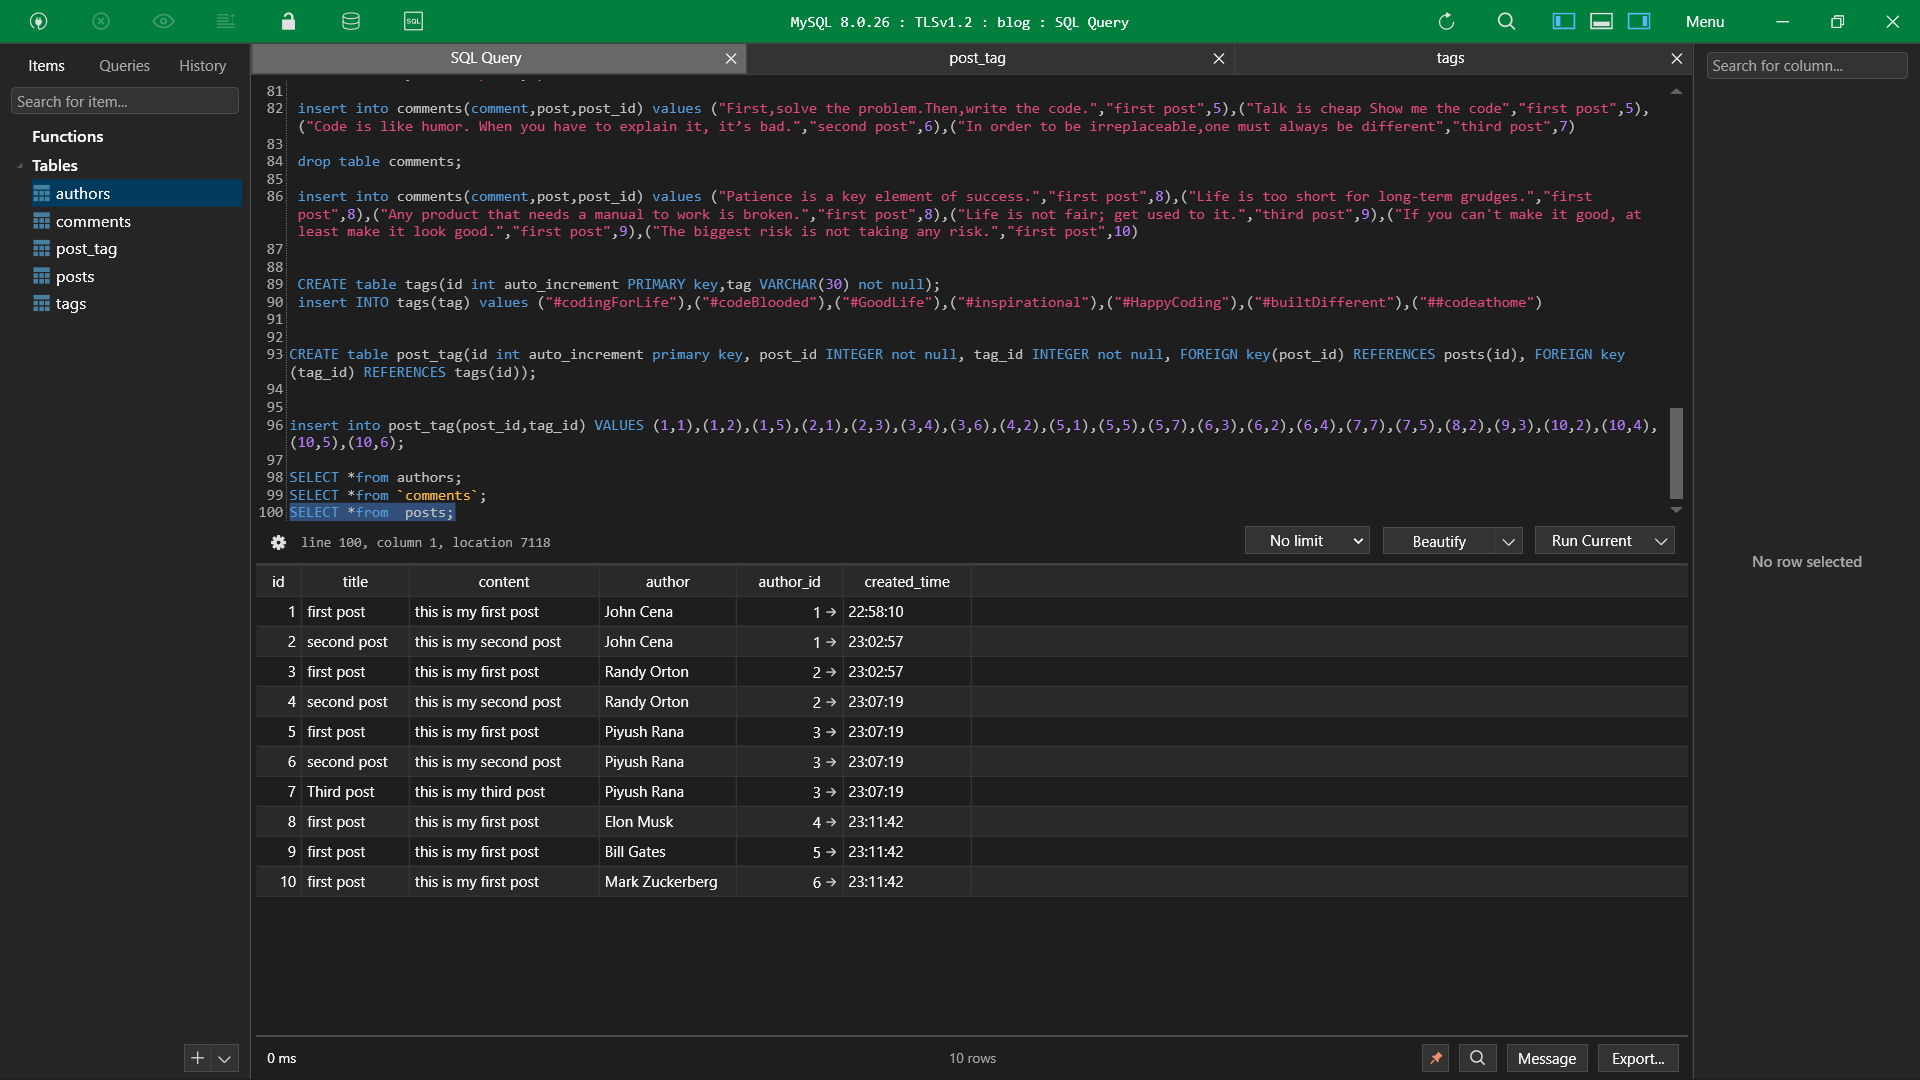 MySQL 8.0.26 : TLSv1.2 : blog : SQL Query
Menu
Items Queries History
Search for item...
Functions
Tables
authors
comments
post_tag
posts
tags
SQL Query
post_tag
tags
Search for column...
81
82 insert into comments(comment,post,post_id) values ("First,solve the problem.Then,write the code.","first post",5),("Talk is cheap Show me the code","first post",5),
("Code is like humor. When you have to explain it, it’s bad.","second post",6),("In order to be irreplaceable,one must always be different","third post",7)
83
84 drop table comments;
85
86 insert into comments(comment,post,post_id) values ("Patience is a key element of success.","first post",8),("Life is too short for long-term grudges.","first
post",8),("Any product that needs a manual to work is broken.","first post",8),("Life is not fair; get used to it.","third post",9),("If you can't make it good, at
least make it look good.","first post",9),("The biggest risk is not taking any risk.","first post",10)
87
88
89 CREATE table tags(id int auto_increment PRIMARY key,tag VARCHAR(30) not null);
90 insert INTO tags(tag) values ("#codingForLife"),("#codeBlooded"),("#GoodLife"),("#inspirational"),("#HappyCoding"),("#builtDifferent"),("##codeathome")
91
92
93 CREATE table post_tag(id int auto_increment primary key, post_id INTEGER not null, tag_id INTEGER not null, FOREIGN key(post_id) REFERENCES posts(id), FOREIGN key
(tag_id) REFERENCES tags(id));
94
95
96 insert into post_tag(post_id,tag_id) VALUES (1,1),(1,2),(1,5),(2,1),(2,3),(3,4),(3,6),(4,2),(5,1),(5,5),(5,7),(6,3),(6,2),(6,4),(7,7),(7,5),(8,2),(9,3),(10,2),(10,4),
(10,5),(10,6);
97
98 SELECT *from authors;
99 SELECT *from `comments`;
100 SELECT *from  posts;
line 100, column 1, location 7118
No limit
Beautify
Run Current
id title content author author_id created_time
1 first post this is my first post John Cena 1 → 22:58:10
2 second post this is my second post John Cena 1 → 23:02:57
3 first post this is my first post Randy Orton 2 → 23:02:57
4 second post this is my second post Randy Orton 2 → 23:07:19
5 first post this is my first post Piyush Rana 3 → 23:07:19
6 second post this is my second post Piyush Rana 3 → 23:07:19
7 Third post this is my third post Piyush Rana 3 → 23:07:19
8 first post this is my first post Elon Musk 4 → 23:11:42
9 first post this is my first post Bill Gates 5 → 23:11:42
10 first post this is my first post Mark Zuckerberg 6 → 23:11:42
No row selected
0 ms
10 rows
Message
Export...